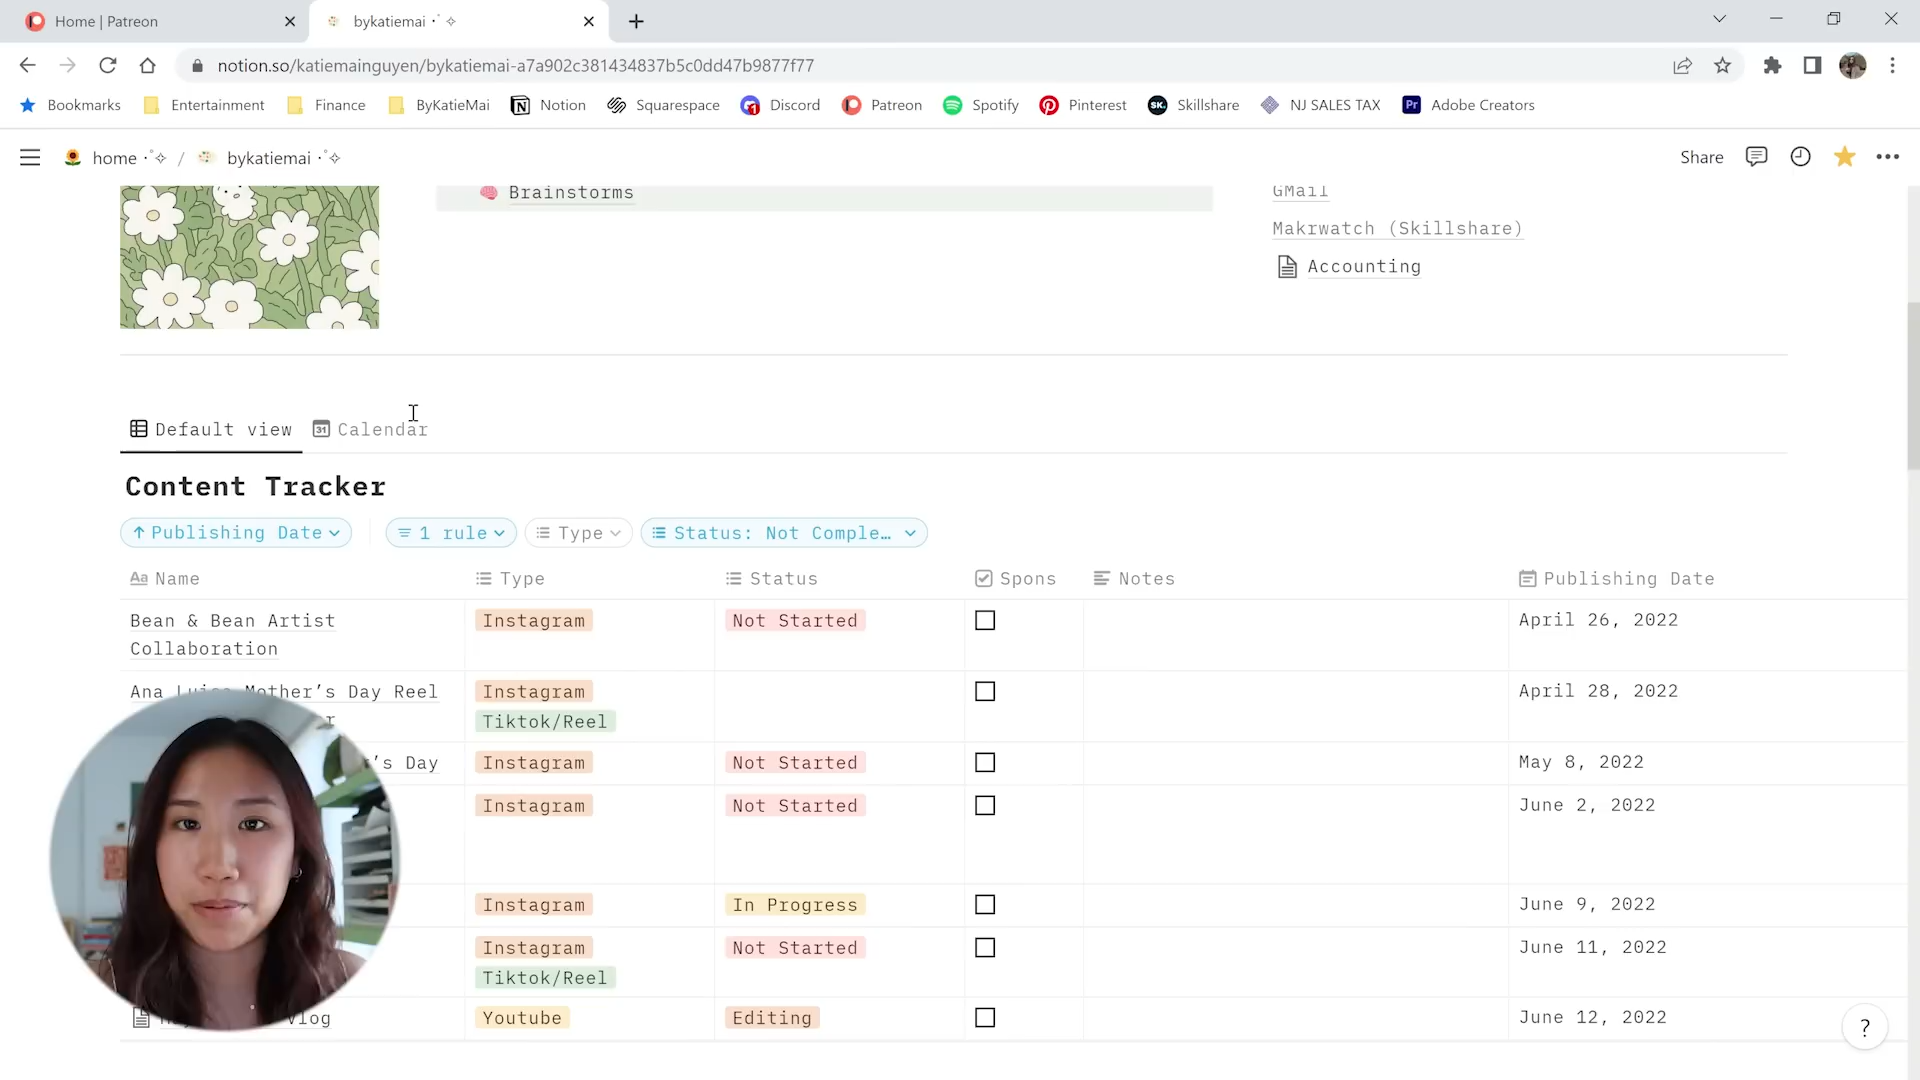 Home | Patreon
bykatiemai ·˚✧
notion.so/katiemainguyen/bykatiemai-a7a902c381434837b5c0dd47b9877f77
Bookmarks Entertainment Finance ByKatieMai Notion Squarespace Discord Patreon Spotify Pinterest Skillshare NJ SALES TAX Adobe Creators
home ·˚✧ / bykatiemai ·˚✧ Share
Brainstorms
GMail
Makrwatch (Skillshare)
Accounting
Default view Calendar
Content Tracker
Publishing Date 1 rule Type Status: Not Comple…
Aa Name Type Status Spons Notes Publishing Date
Bean & Bean Artist Instagram Not Started April 26, 2022
Collaboration
Ana Luisa Mother's Day Reel Instagram April 28, 2022
Tiktok/Reel
's Day Instagram Not Started May 8, 2022
Instagram Not Started June 2, 2022
Instagram In Progress June 9, 2022
Instagram Not Started June 11, 2022
Tiktok/Reel
Vlog Youtube Editing June 12, 2022
?